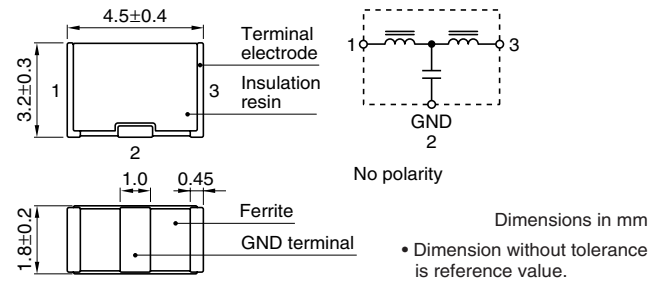 4.5±0.4
Terminal
electrode
3.2±0.3
1
3
Insulation
resin
2
1
3
GND
2
No polarity
1.0
0.45
1.8±0.2
Ferrite
GND terminal
Dimensions in mm
• Dimension without tolerance
is reference value.